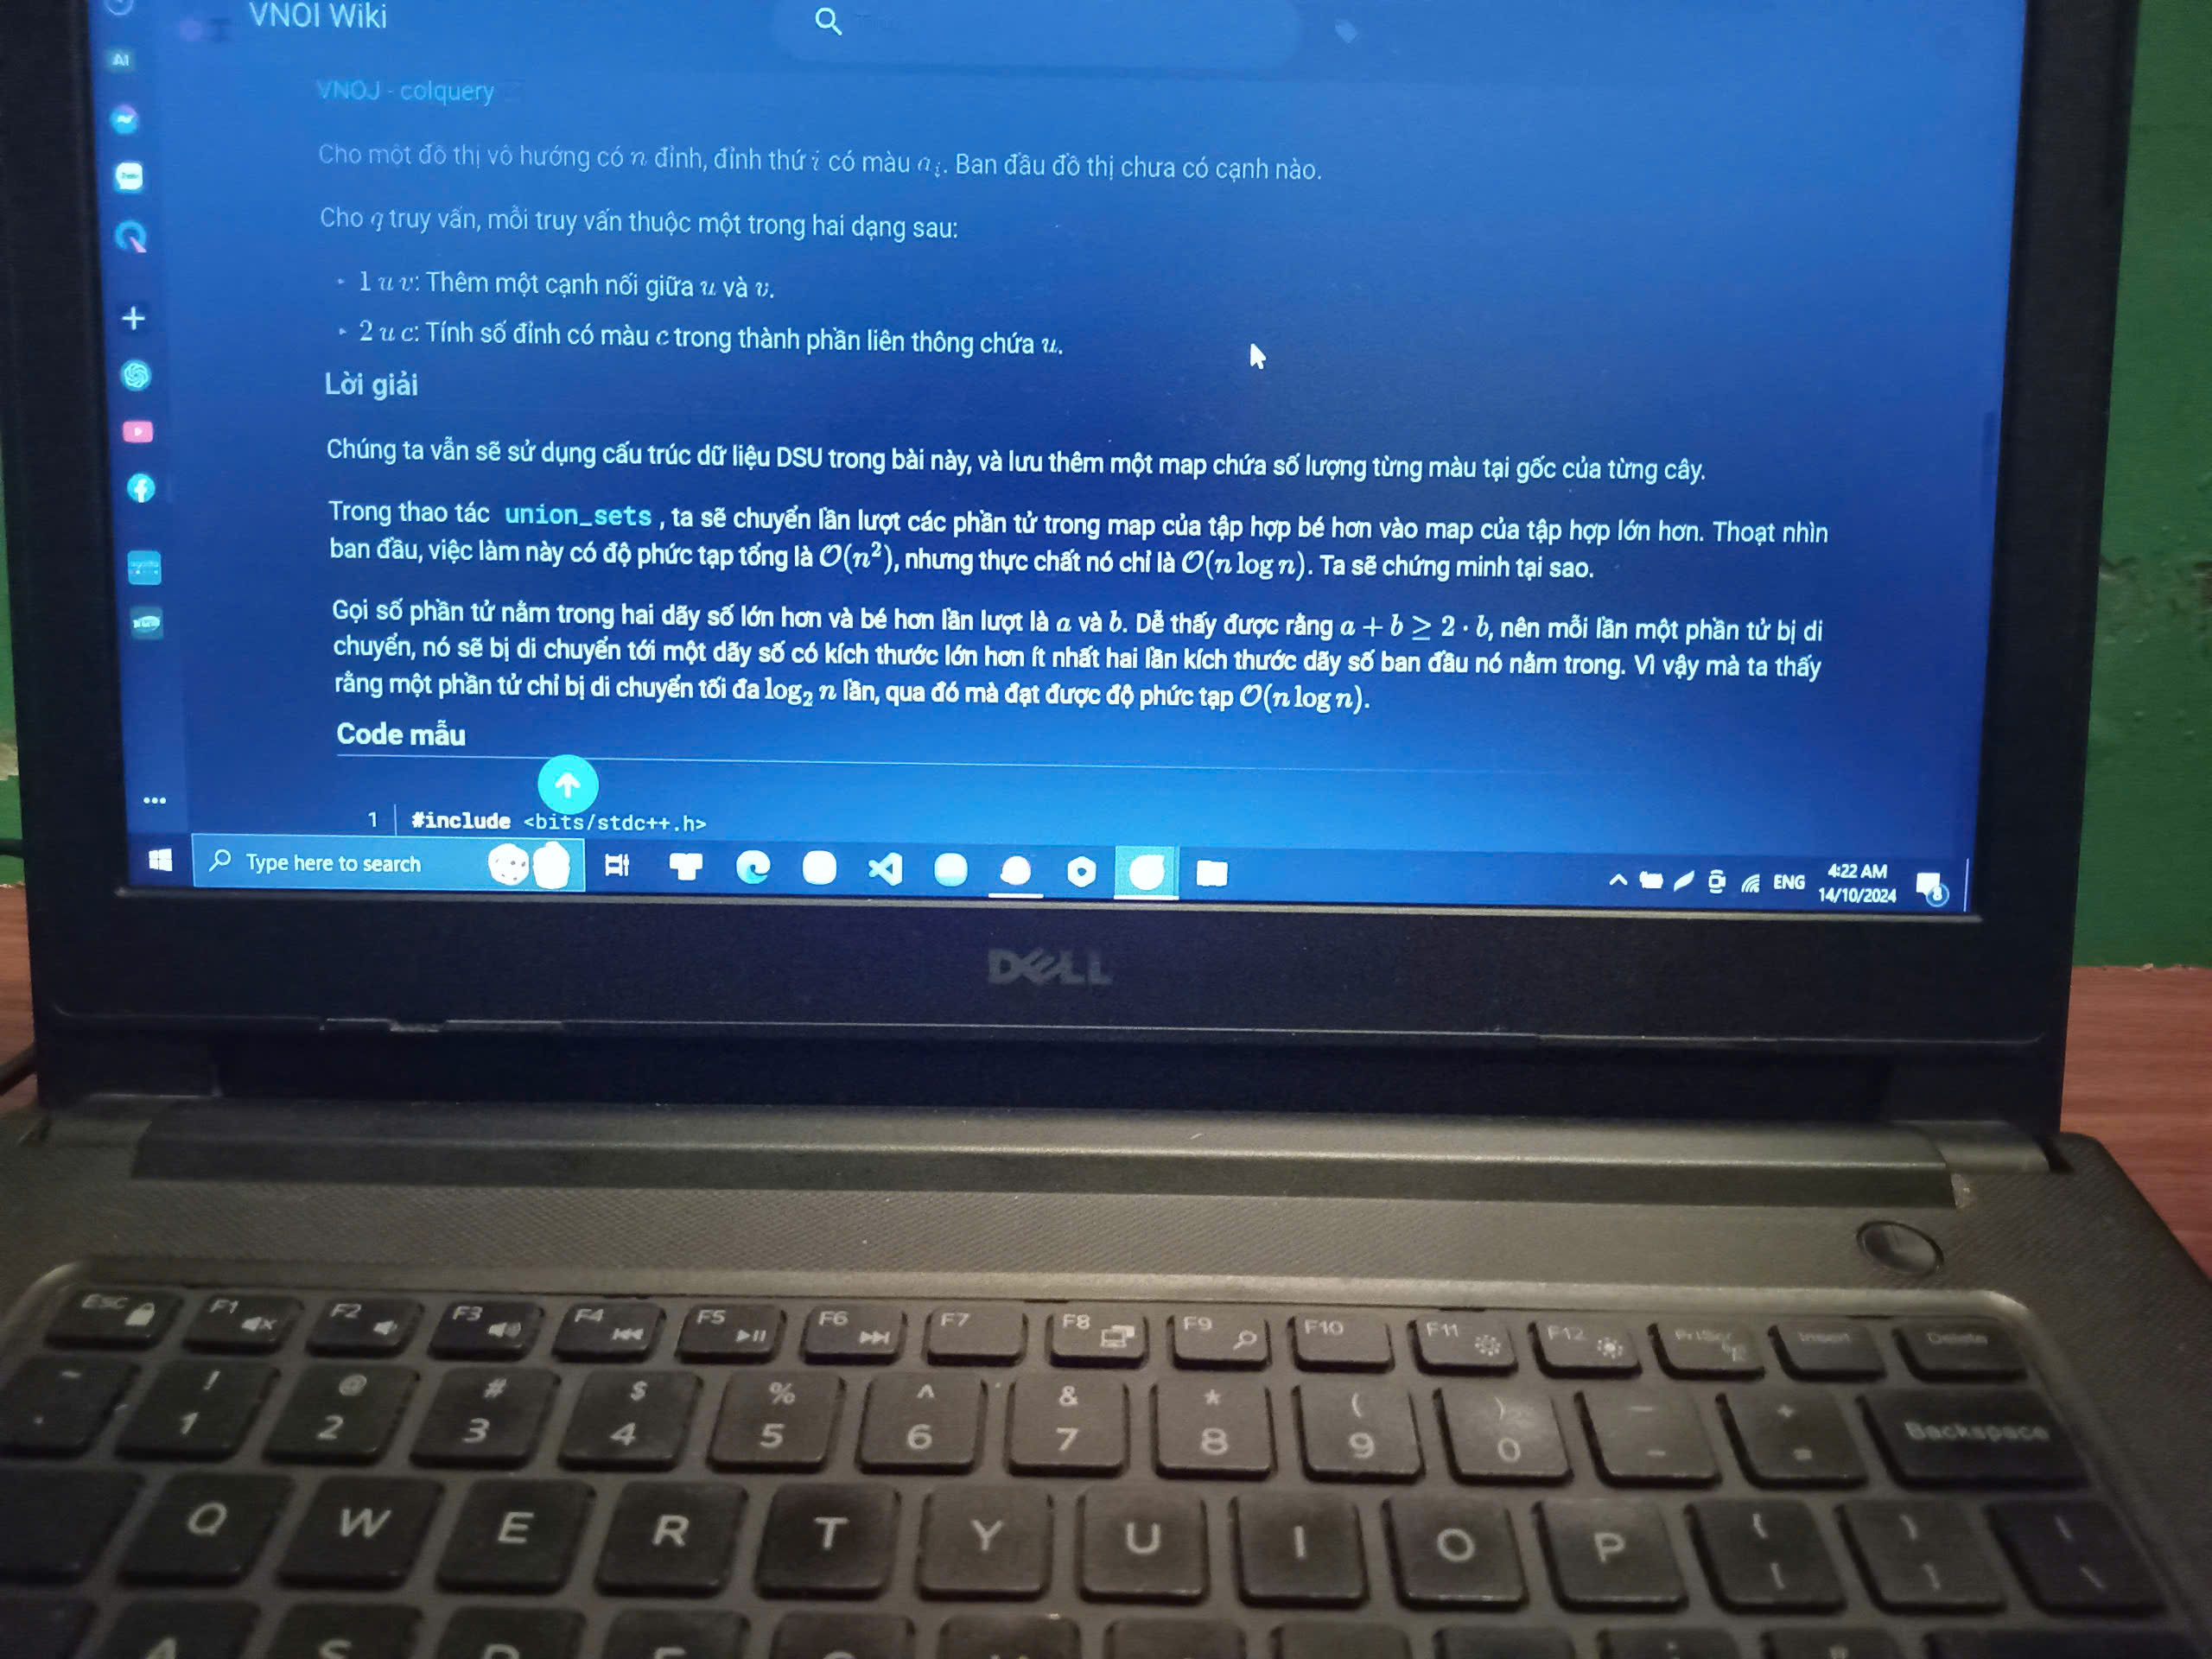 VNOI Wiki
AI
VNOJ - colquery
Cho một đồ thị vô hướng có n đỉnh, đỉnh thứ i có màu aᵢ. Ban đầu đồ thị chưa có cạnh nào.
Cho q truy vấn, mỗi truy vấn thuộc một trong hai dạng sau:
1 u v: Thêm một cạnh nối giữa u và v.
2 u c: Tính số đỉnh có màu c trong thành phần liên thông chứa u.
Lời giải
Chúng ta vẫn sẽ sử dụng cấu trúc dữ liệu DSU trong bài này, và lưu thêm một map chứa số lượng từng màu tại gốc của từng cây.
Trong thao tác union_sets , ta sẽ chuyển lần lượt các phần tử trong map của tập hợp bé hơn vào map của tập hợp lớn hơn. Thoạt nhìn
ban đầu, việc làm này có độ phức tạp tổng là O(n²), nhưng thực chất nó chỉ là O(n log n). Ta sẽ chứng minh tại sao.
Gọi số phần tử nằm trong hai dãy số lớn hơn và bé hơn lần lượt là a và b. Dễ thấy được rằng a + b ≥ 2 · b, nên mỗi lần một phần tử bị di
chuyển, nó sẽ bị di chuyển tới một dãy số có kích thước lớn hơn ít nhất hai lần kích thước dãy số ban đầu nó nằm trong. Vì vậy mà ta thấy
rằng một phần tử chỉ bị di chuyển tối đa log₂ n lần, qua đó mà đạt được độ phức tạp O(n log n).
Code mẫu
1 #include <bits/stdc++.h>
Type here to search
ENG
4:22 AM
14/10/2024
8
DELL
Esc F1 F2 F3 F4 F5 F6 F7 F8 F9 F10 F11 F12 PrtScr Insert Delete
~ ! @ # $ % ^ & * ( ) _ +
1 2 3 4 5 6 7 8 9 0 - = Backspace
Q W E R T Y U I O P { [ } ] | \